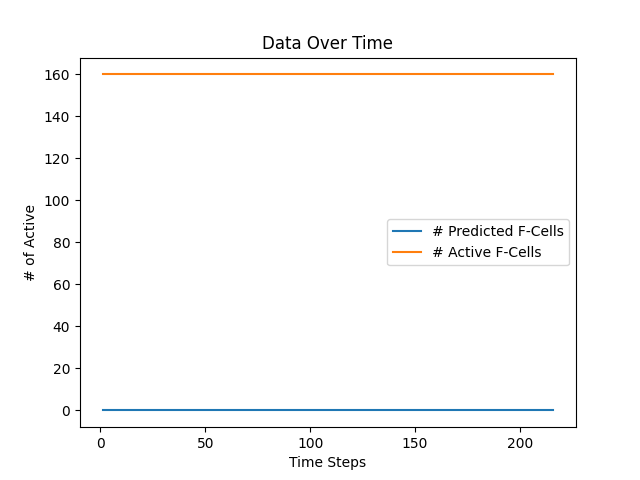 Data Over Time
# of Active
160
140
120
100
80
60
40
20
0
# Predicted F-Cells
# Active F-Cells
0 50 100 150 200
Time Steps